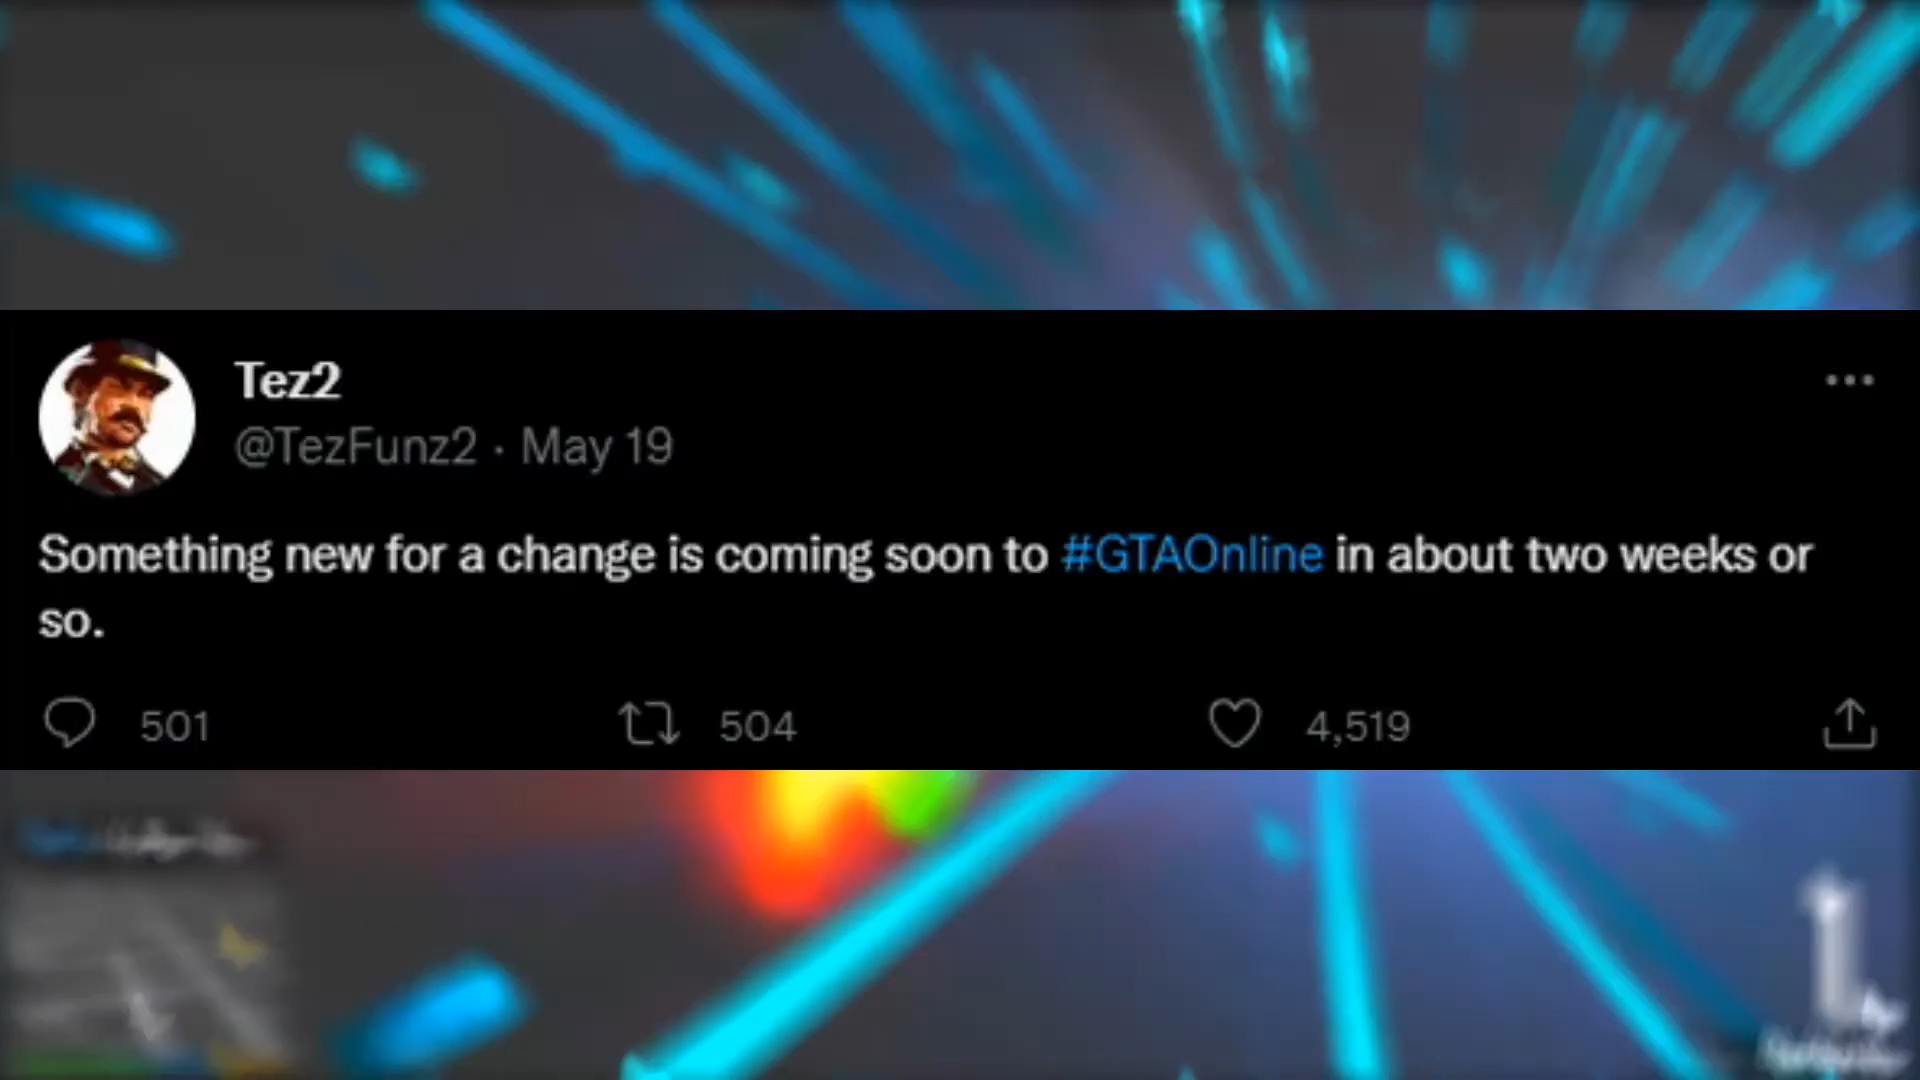 Tez2
@TezFunz2 · May 19
Something new for a change is coming soon to #GTAOnline in about two weeks or
so.
501 504 4,519